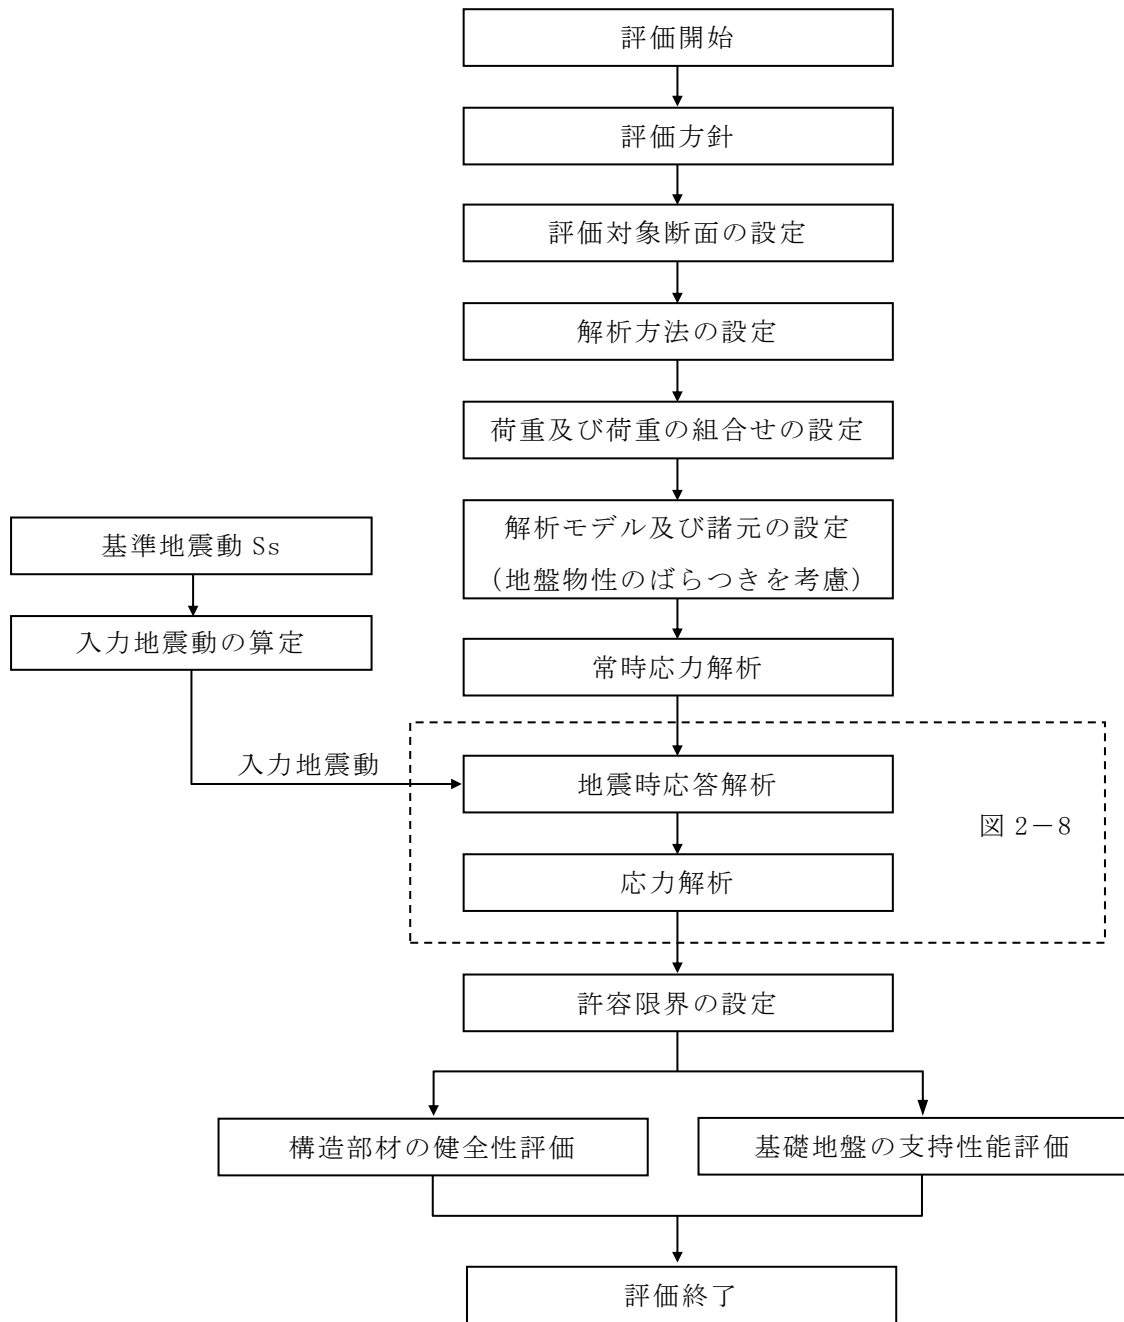 評価開始
評価方針
評価対象断面の設定
解析方法の設定
荷重及び荷重の組合せの設定
解析モデル及び諸元の設定
（地盤物性のばらつきを考慮）
基準地震動 Ss
入力地震動の算定
常時応力解析
入力地震動
地震時応答解析
図 2－8
応力解析
許容限界の設定
構造部材の健全性評価
基礎地盤の支持性能評価
評価終了